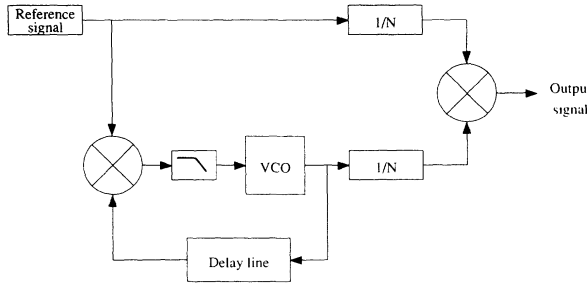 Reference
signal
1/N
Outpu
signal
VCO
1/N
Delay line